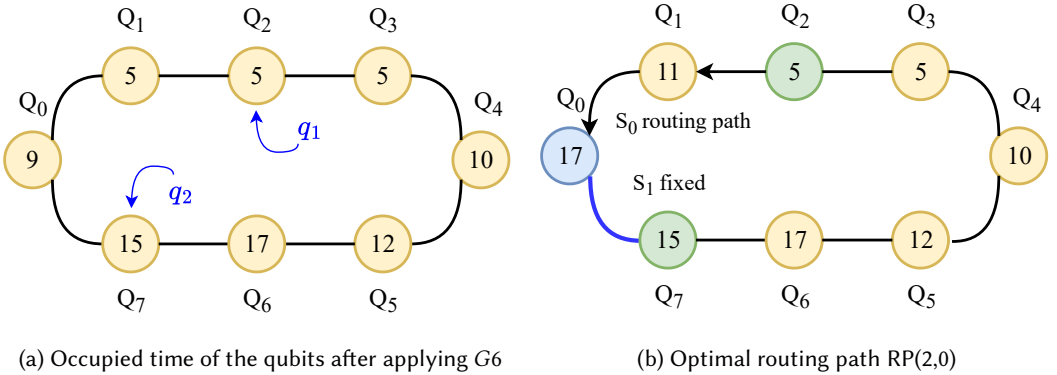 Q₁ Q₂ Q₃
5 5 5
Q₀ Q₄
q₁
9 10
q₂
15 17 12
Q₇ Q₆ Q₅
(a) Occupied time of the qubits after applying G6
Q₁ Q₂ Q₃
11 5 5
Q₀ Q₄
S₀ routing path
17 10
S₁ fixed
15 17 12
Q₇ Q₆ Q₅
(b) Optimal routing path RP(2,0)